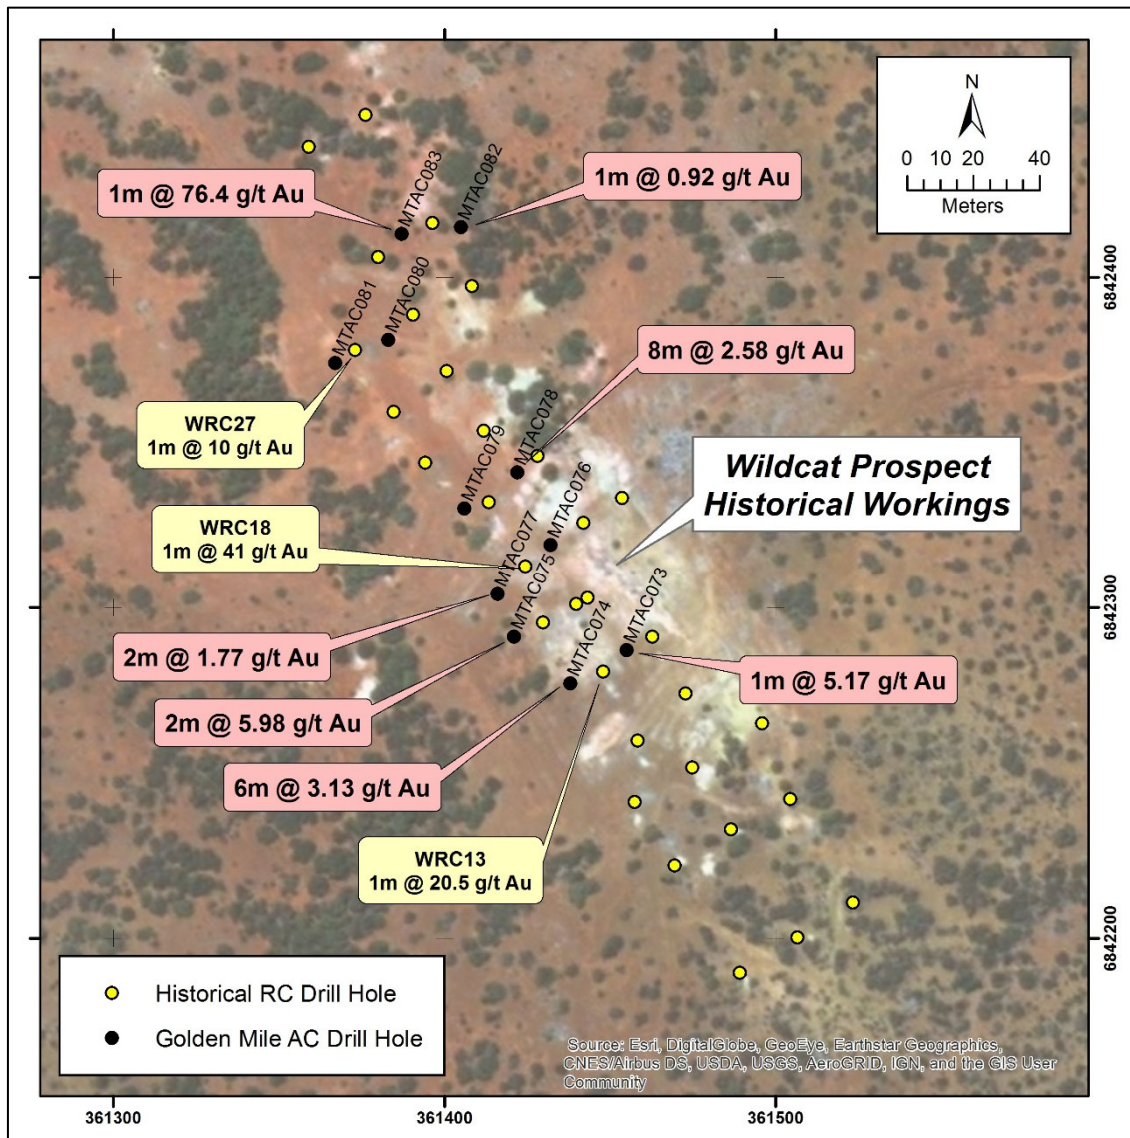 N
0 10 20 40
Meters
MTAC083
MTAC082
1m @ 76.4 g/t Au
1m @ 0.92 g/t Au
6842400
MTAC081
MTAC080
8m @ 2.58 g/t Au
WRC27
1m @ 10 g/t Au
MTAC079
MTAC078
MTAC076
Wildcat Prospect
Historical Workings
WRC18
1m @ 41 g/t Au
MTAC077
MTAC075
MTAC074
MTAC073
6842300
2m @ 1.77 g/t Au
1m @ 5.17 g/t Au
2m @ 5.98 g/t Au
6m @ 3.13 g/t Au
WRC13
1m @ 20.5 g/t Au
6842200
Historical RC Drill Hole
Golden Mile AC Drill Hole
Source: Esri, DigitalGlobe, GeoEye, Earthstar Geographics,
CNES/Airbus DS, USDA, USGS, AeroGRID, IGN, and the GIS User
Community
361300
361400
361500